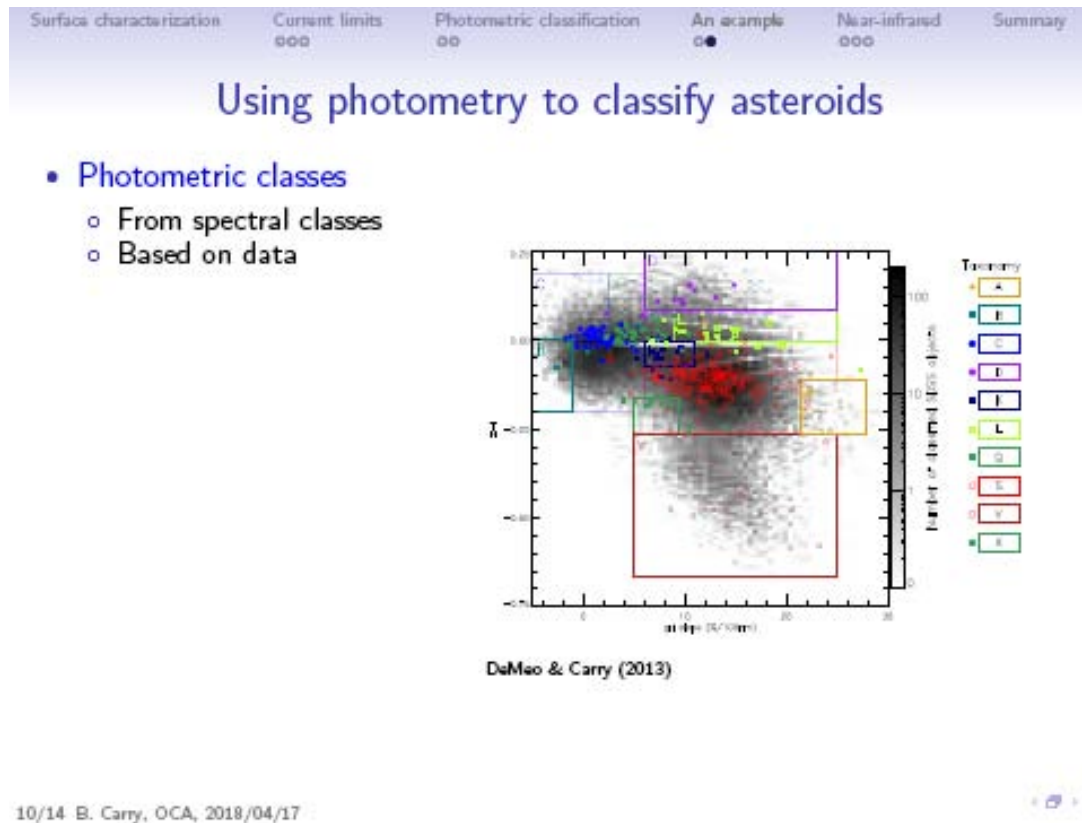 Surface characterization Current limits Photometric classification An example Near-infrared Summary
Using photometry to classify asteroids
Photometric classes
From spectral classes
Based on data
Taxonomy
A
B
C
D
K
L
Q
S
V
X
100
10
1
0
0
10
20
30
DeMeo & Carry (2013)
10/14 B. Carry, OCA, 2018/04/17